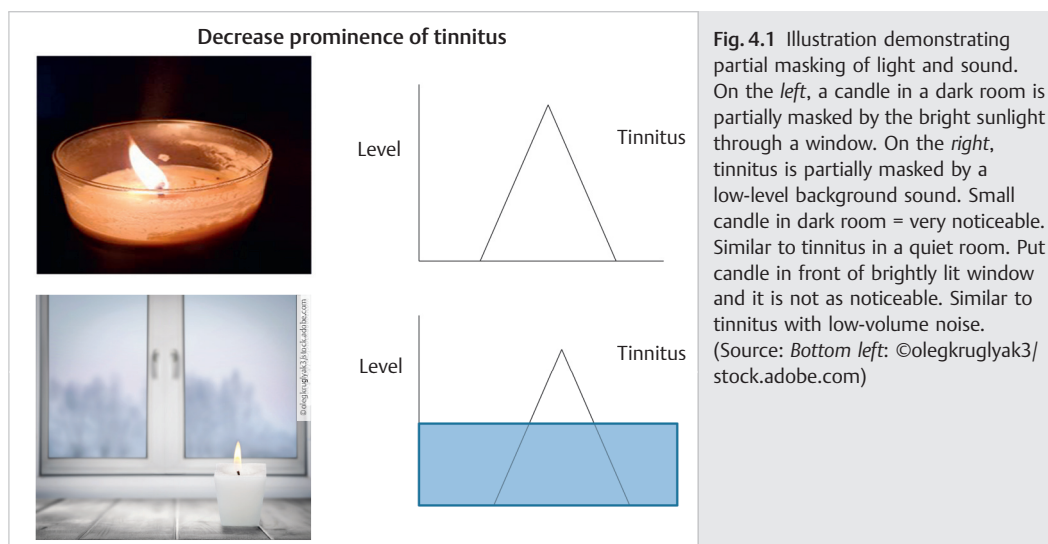 Decrease prominence of tinnitus
Level
Tinnitus
©olegkruglyak3/stock.adobe.com
Level
Tinnitus
Fig. 4.1 Illustration demonstrating
partial masking of light and sound.
On the left, a candle in a dark room is
partially masked by the bright sunlight
through a window. On the right,
tinnitus is partially masked by a
low-level background sound. Small
candle in dark room = very noticeable.
Similar to tinnitus in a quiet room. Put
candle in front of brightly lit window
and it is not as noticeable. Similar to
tinnitus with low-volume noise.
(Source: Bottom left: ©olegkruglyak3/
stock.adobe.com)